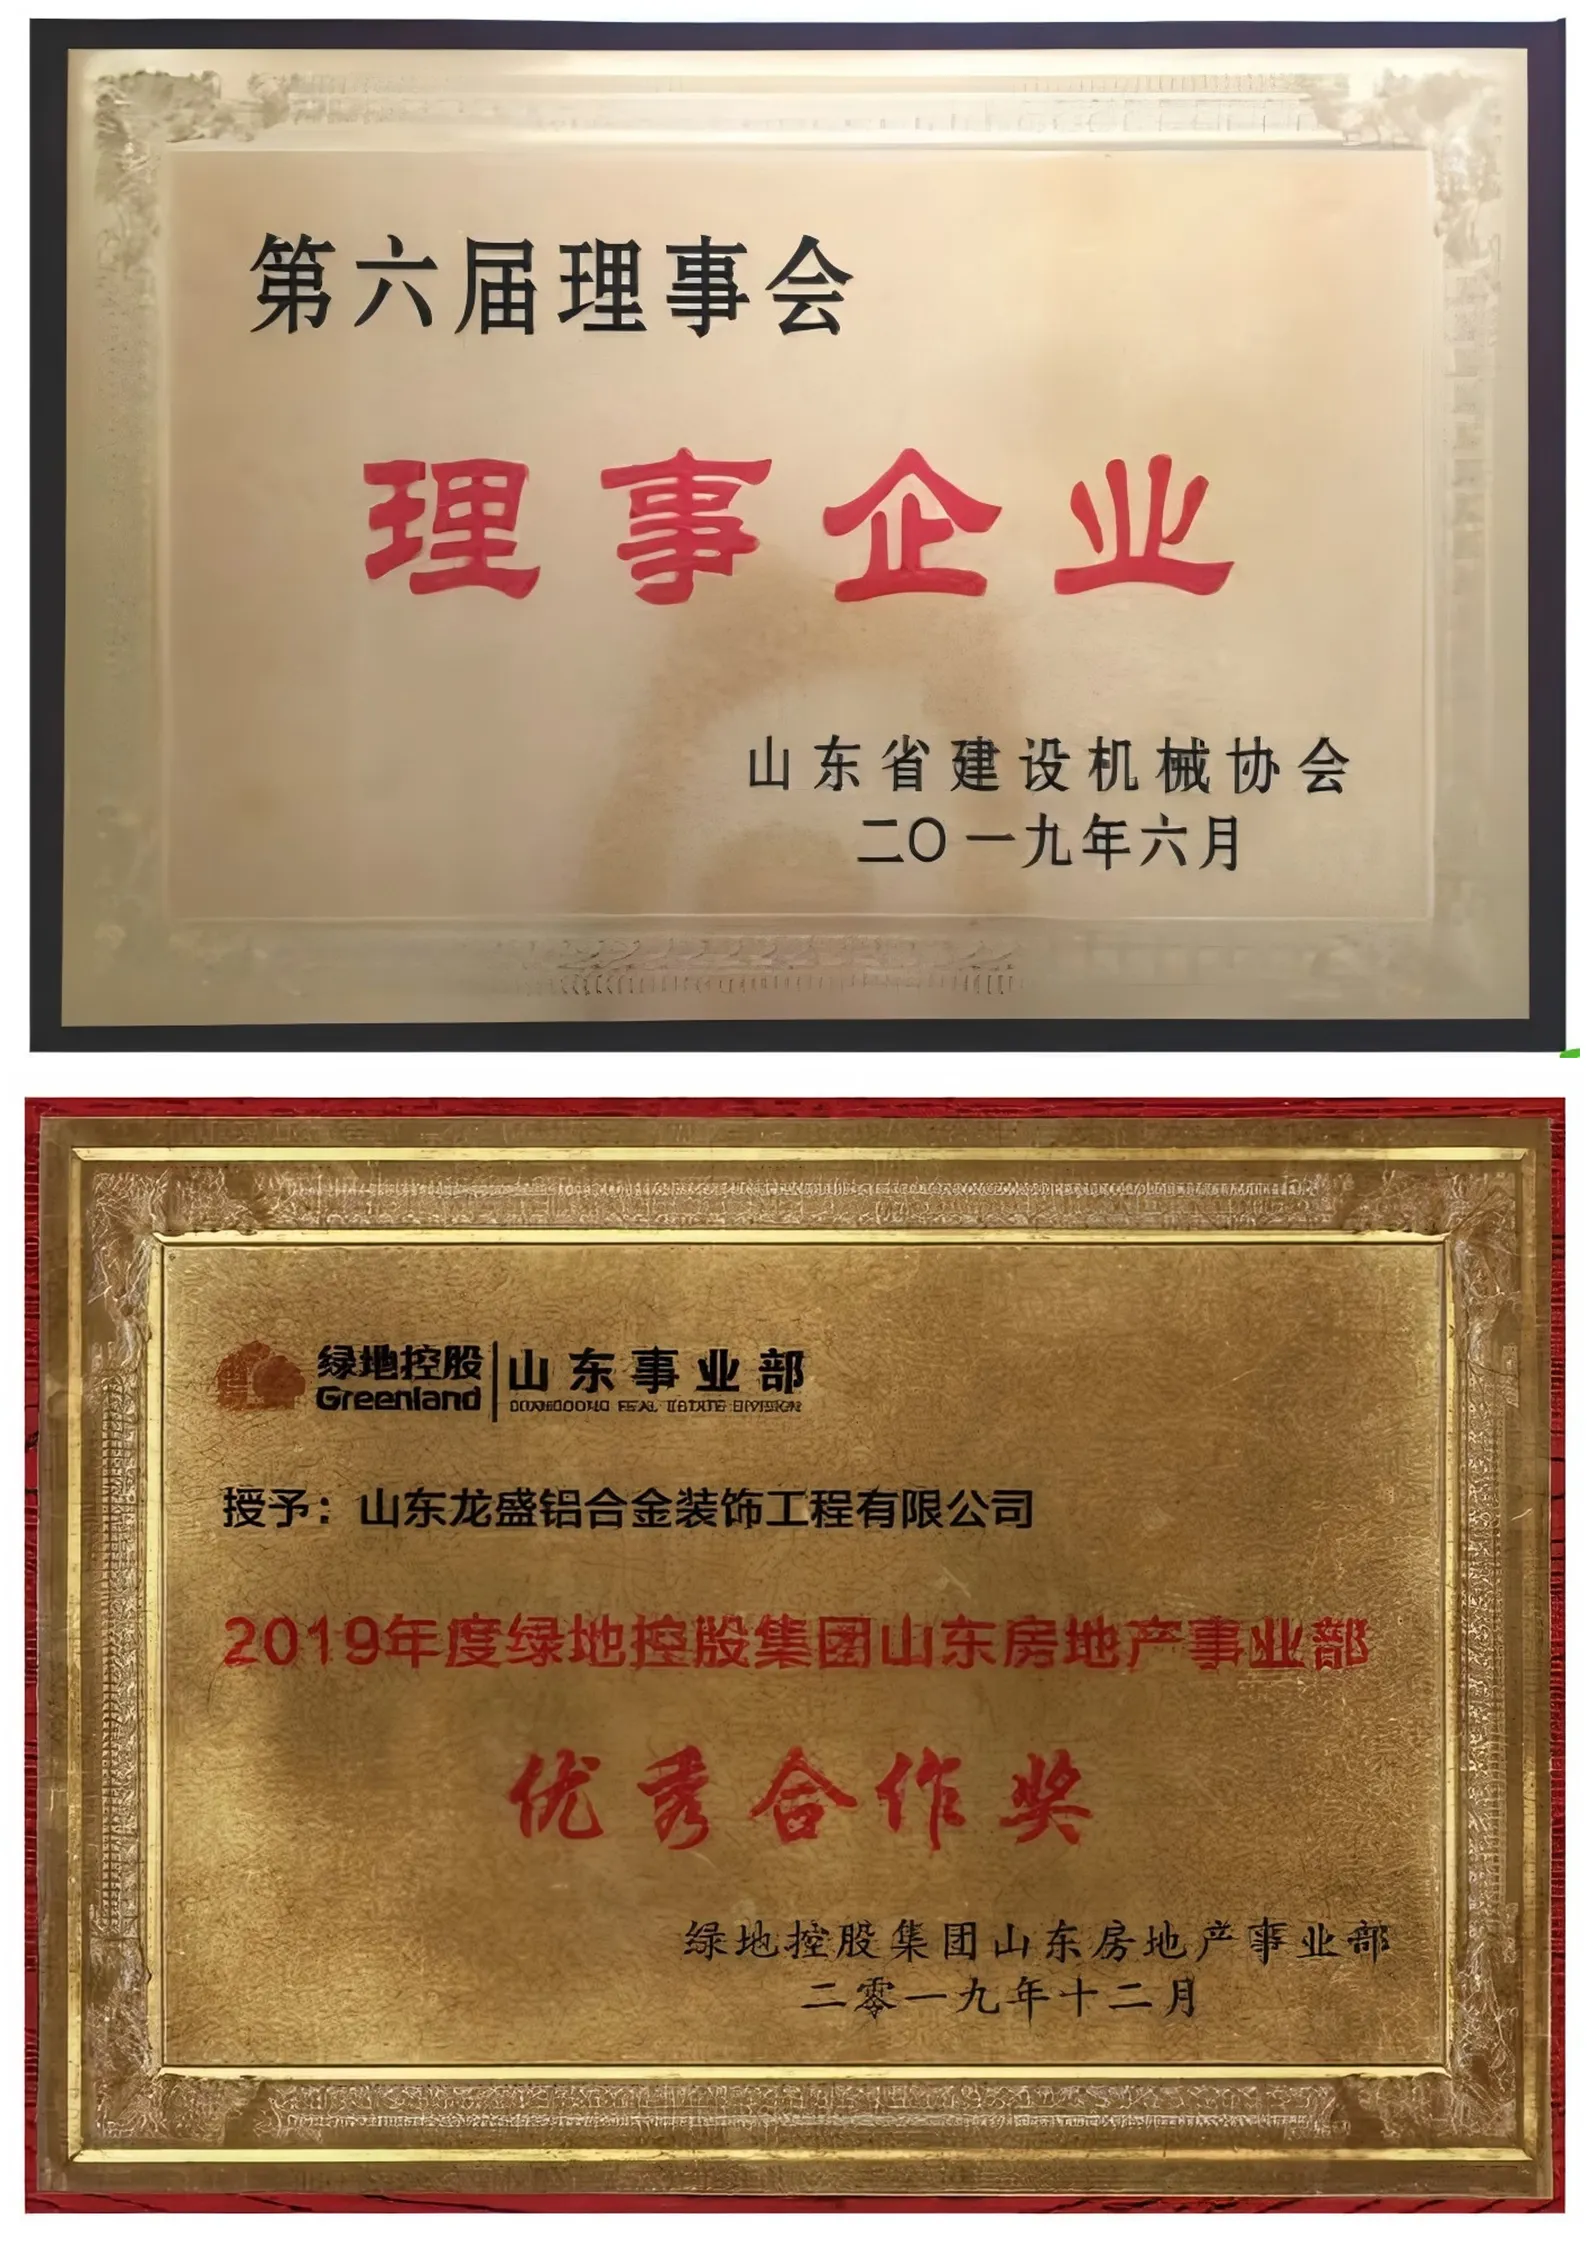 第六届理事会
理事企业
山东省建设机械协会
二〇一九年六月
绿地控股 山东事业部
Greenland
授予：山东龙盛铝合金装饰工程有限公司
2019年度绿地控股集团山东房地产事业部
优秀合作奖
绿地控股集团山东房地产事业部
二零一九年十二月